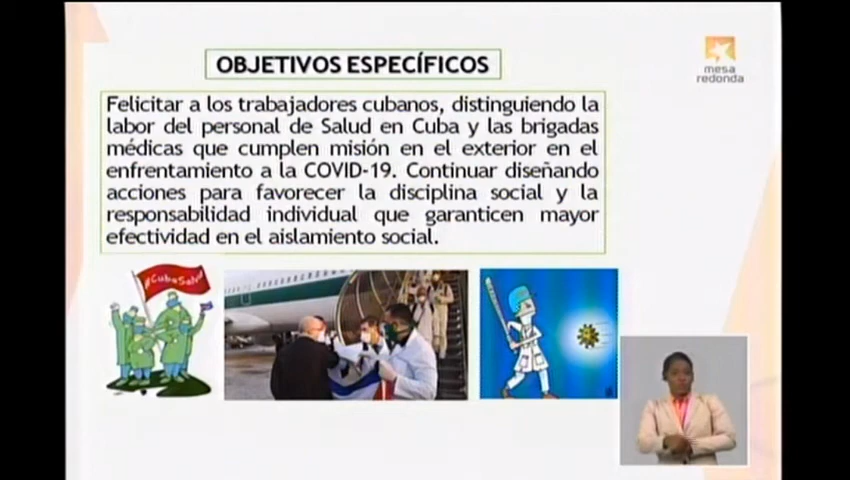 mesa
redonda
OBJETIVOS ESPECÍFICOS
Felicitar a los trabajadores cubanos, distinguiendo la
labor del personal de Salud en Cuba y las brigadas
médicas que cumplen misión en el exterior en el
enfrentamiento a la COVID-19. Continuar diseñando
acciones para favorecer la disciplina social y la
responsabilidad individual que garanticen mayor
efectividad en el aislamiento social.
#CubaSalva